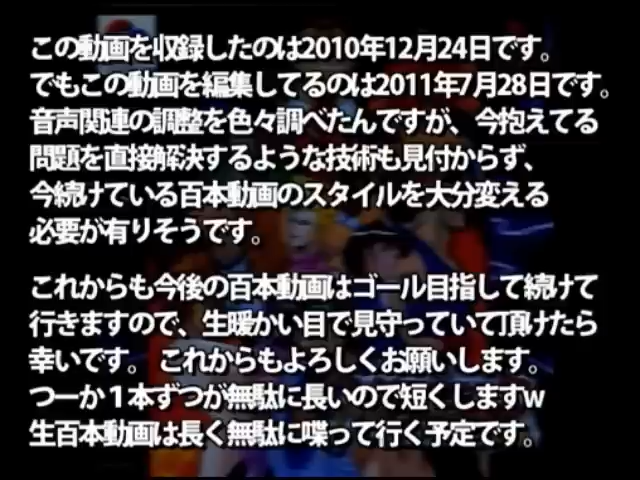 この動画を収録したのは2010年12月24日です。
でもこの動画を編集してるのは2011年7月28日です。
音声関連の調整を色々調べたんですが、今抱えてる
問題を直接解決するような技術も見付からず、
今続けている百本動画のスタイルを大分変える
必要が有りそうです。
これからも今後の百本動画はゴール目指して続けて
行きますので、生暖かい目で見守っていて頂けたら
幸いです。 これからもよろしくお願いします。
つーか１本ずつが無駄に長いので短くしますw
生百本動画は長く無駄に喋って行く予定です。